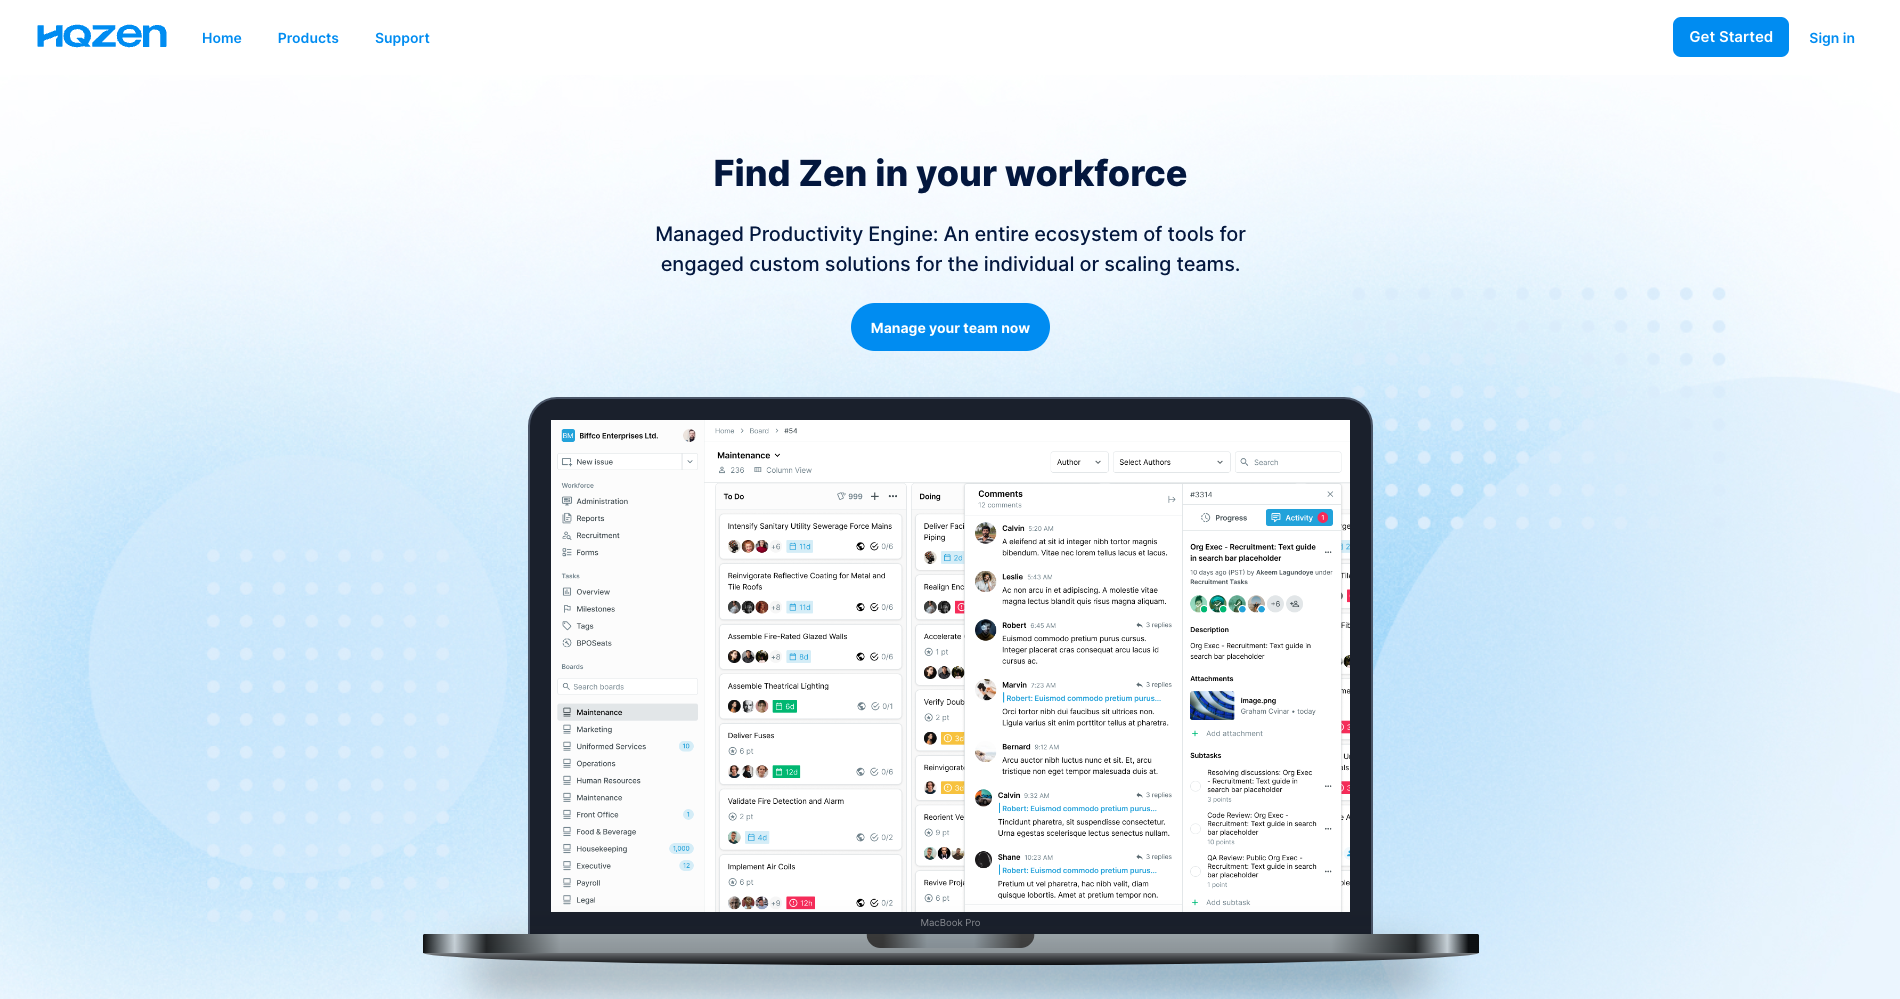 HQZEN
Home
Products
Support
Get Started
Sign in
Find Zen in your workforce
Managed Productivity Engine: An entire ecosystem of tools for
engaged custom solutions for the individual or scaling teams.
Manage your team now
BM Biffco Enterprises Ltd.
New issue
Workforce
Administration
Reports
Recruitment
Forms
Tasks
Overview
Milestones
Tags
BPOSeats
Boards
Search boards
Maintenance
Marketing
Uniformed Services 10
Operations
Human Resources
Maintenance
Front Office 1
Food & Beverage
Housekeeping 1,000
Executive 12
Payroll
Legal
Home > Board > #54
Maintenance
236 Column View
Author
Select Authors
Search
To Do 999
Intensify Sanitary Utility Sewerage Force Mains
+6 11d 0/6
Reinvigorate Reflective Coating for Metal and
Tile Roofs
+8 11d 0/6
Assemble Fire-Rated Glazed Walls
+8 8d 0/6
Assemble Theatrical Lighting
6d 0/1
Deliver Fuses
6 pt
12d 0/6
Validate Fire Detection and Alarm
2 pt
4d 0/2
Implement Air Coils
6 pt
+9 12h 0/2
Doing
Deliver Faci
Piping
2d
Realign Enc
Accelerate
1 pt
Verify Doub
2 pt
Reinvigorat
Reorient Ve
9 pt
Revive Proj
6 pt
Comments
12 comments
Calvin 5:20 AM
A eleifend at sit id integer nibh tortor magnis
bibendum. Vitae nec lorem tellus lacus et lacus.
Leslie 5:43 AM
Ac non arcu in et adipiscing. A molestie vitae
magna lectus blandit quis risus magna aliquam.
Robert 6:45 AM 3 replies
Euismod commodo pretium purus cursus.
Integer placerat cras consequat arcu lacus id
cursus ac.
Marvin 7:23 AM 3 replies
Robert: Euismod commodo pretium purus...
Orci tortor nibh dui faucibus sit ultrices non.
Ligula varius sit enim porttitor tellus at pharetra.
Bernard 9:12 AM
Arcu auctor nibh luctus nunc et sit. Et, arcu
tristique non eget tempor malesuada duis at.
Calvin 9:32 AM 3 replies
Robert: Euismod commodo pretium purus...
Tincidunt pharetra, sit suspendisse consectetur.
Urna egestas scelerisque lectus senectus nullam.
Shane 10:23 AM 3 replies
Robert: Euismod commodo pretium purus...
Pretium ut vel pharetra, hac nibh velit, diam
quisque lobortis. Amet at pretium tempor non.
#3314
Progress
Activity 1
Org Exec - Recruitment: Text guide
in search bar placeholder
10 days ago (PST) by Akeem Lagundoye under
Recruitment Tasks
+6
Description
Org Exec - Recruitment: Text guide in
search bar placeholder
Attachments
image.png
Graham Cvinar • today
Add attachment
Subtasks
Resolving discussions: Org Exec
- Recruitment: Text guide in
search bar placeholder
3 points
Code Review: Org Exec -
Recruitment: Text guide in search
bar placeholder
10 points
QA Review: Public Org Exec -
Recruitment: Text guide in search
bar placeholder
1 point
Add subtask
MacBook Pro